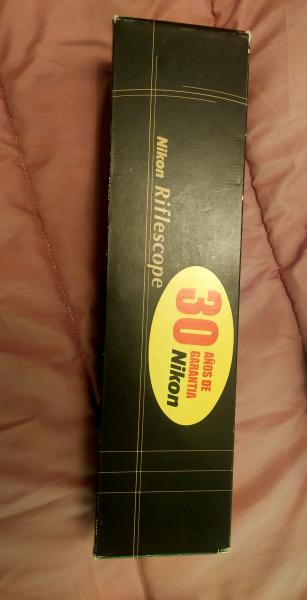 Nikon Riflescope
30
AÑOS DE
GARANTIA
Nikon